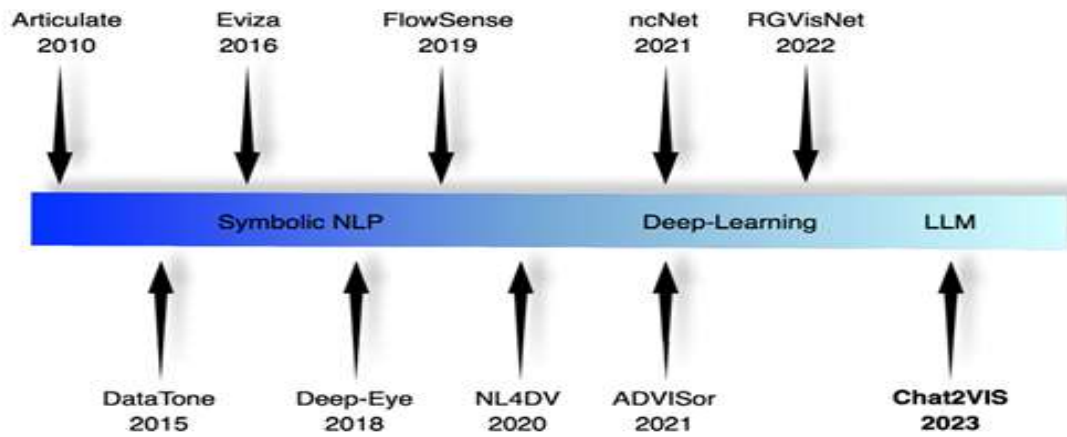 Articulate
2010
Eviza
2016
FlowSense
2019
ncNet
2021
RGVisNet
2022
Symbolic NLP
Deep-Learning
LLM
DataTone
2015
Deep-Eye
2018
NL4DV
2020
ADVISor
2021
Chat2VIS
2023